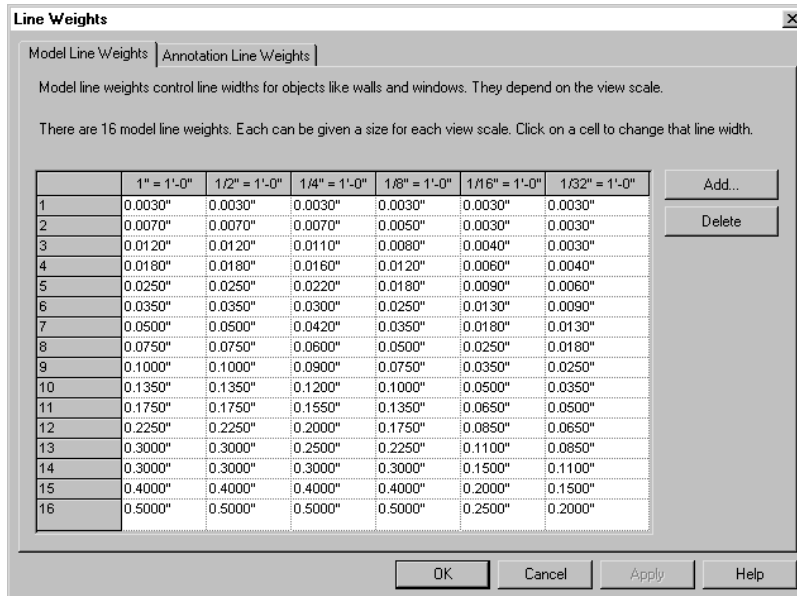 Line Weights
Model Line Weights
Annotation Line Weights
Model line weights control line widths for objects like walls and windows. They depend on the view scale.
There are 16 model line weights. Each can be given a size for each view scale. Click on a cell to change that line width.
1" = 1'-0" 1/2" = 1'-0" 1/4" = 1'-0" 1/8" = 1'-0" 1/16" = 1'-0" 1/32" = 1'-0"
1 0.0030" 0.0030" 0.0030" 0.0030" 0.0030" 0.0030"
2 0.0070" 0.0070" 0.0070" 0.0050" 0.0030" 0.0030"
3 0.0120" 0.0120" 0.0110" 0.0080" 0.0040" 0.0030"
4 0.0180" 0.0180" 0.0160" 0.0120" 0.0060" 0.0040"
5 0.0250" 0.0250" 0.0220" 0.0180" 0.0090" 0.0060"
6 0.0350" 0.0350" 0.0300" 0.0250" 0.0130" 0.0090"
7 0.0500" 0.0500" 0.0420" 0.0350" 0.0180" 0.0130"
8 0.0750" 0.0750" 0.0600" 0.0500" 0.0250" 0.0180"
9 0.1000" 0.1000" 0.0900" 0.0750" 0.0350" 0.0250"
10 0.1350" 0.1350" 0.1200" 0.1000" 0.0500" 0.0350"
11 0.1750" 0.1750" 0.1550" 0.1350" 0.0650" 0.0500"
12 0.2250" 0.2250" 0.2000" 0.1750" 0.0850" 0.0650"
13 0.3000" 0.3000" 0.2500" 0.2250" 0.1100" 0.0850"
14 0.3000" 0.3000" 0.3000" 0.3000" 0.1500" 0.1100"
15 0.4000" 0.4000" 0.4000" 0.4000" 0.2000" 0.1500"
16 0.5000" 0.5000" 0.5000" 0.5000" 0.2500" 0.2000"
Add...
Delete
OK
Cancel
Apply
Help